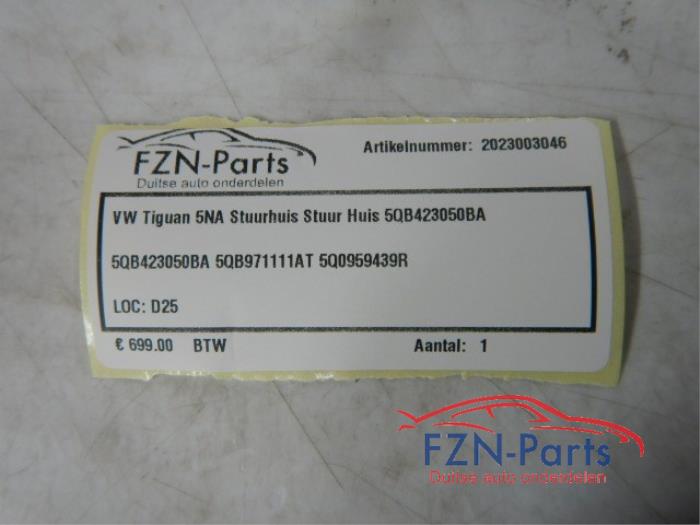 FZN-Parts
Duitse auto onderdelen
Artikelnummer: 2023003046
VW Tiguan 5NA Stuurhuis Stuur Huis 5QB423050BA
5QB423050BA 5QB971111AT 5Q0959439R
LOC: D25
€ 699.00 BTW
Aantal: 1
FZN-Parts
Duitse auto onderdelen